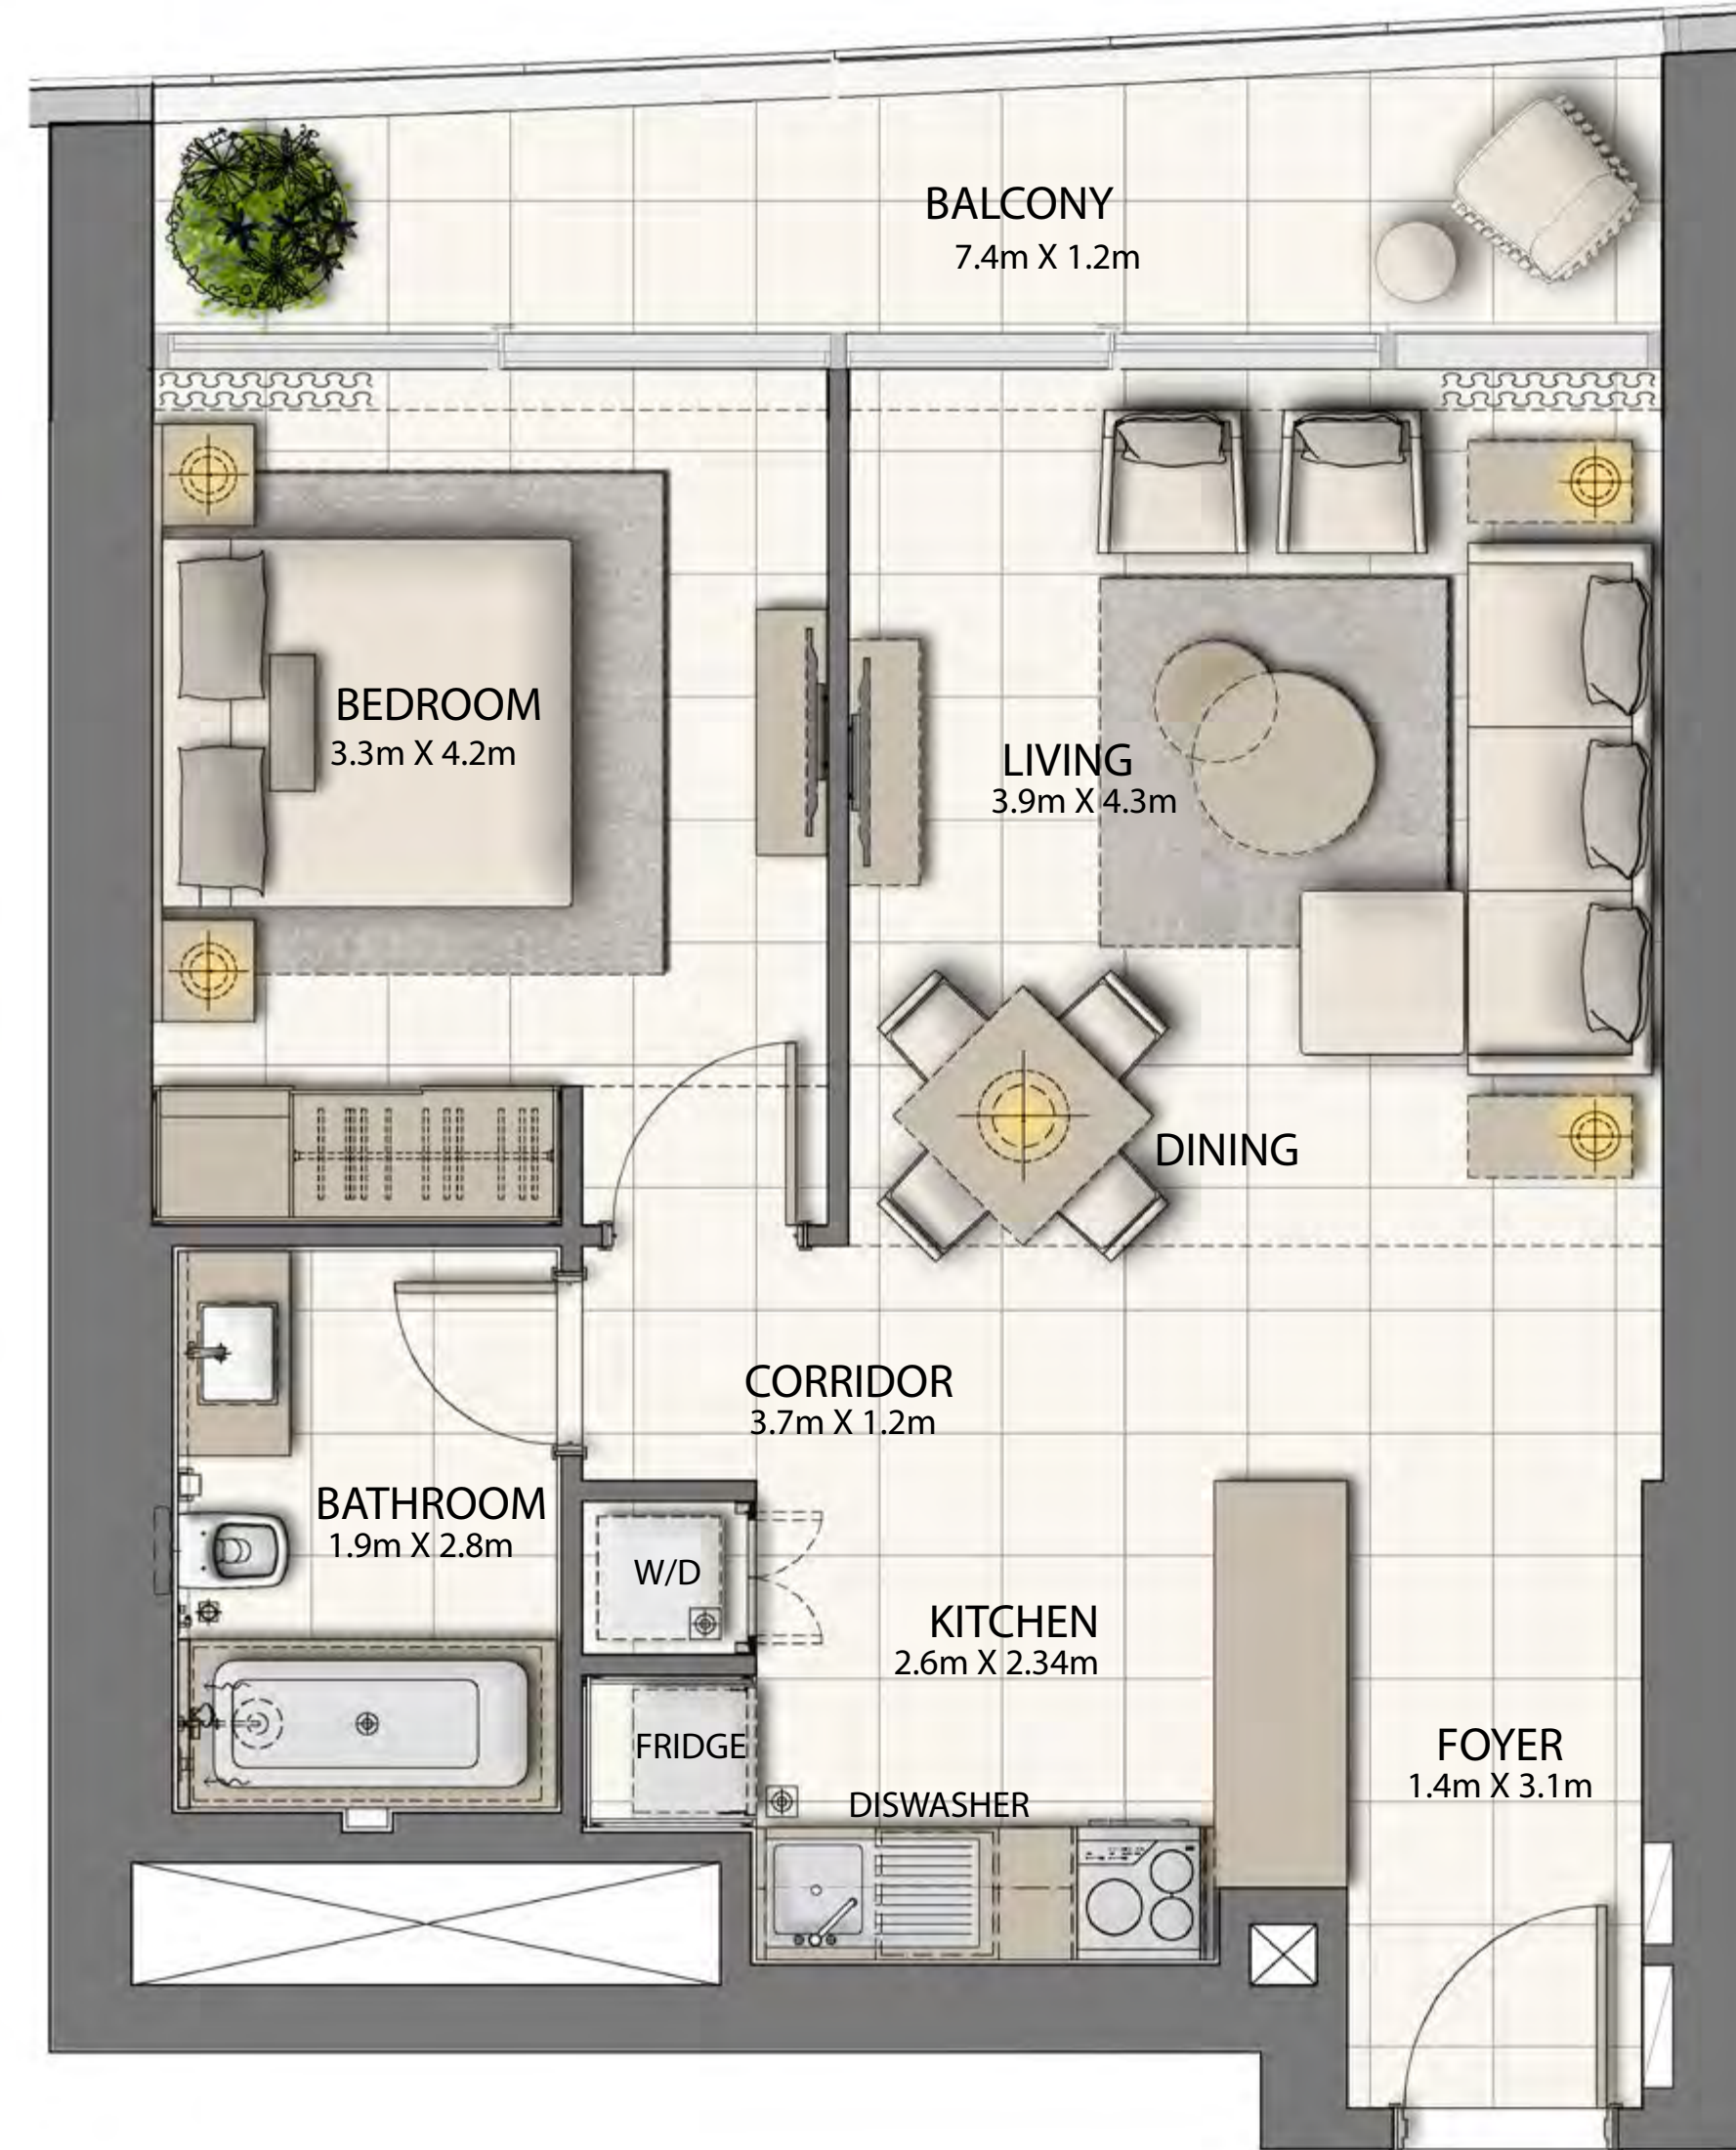 BALCONY
7.4m X 1.2m
BEDROOM
3.3m X 4.2m
LIVING
3.9m X 4.3m
DINING
CORRIDOR
3.7m X 1.2m
BATHROOM
1.9m X 2.8m
W/D
KITCHEN
2.6m X 2.34m
FRIDGE
FOYER
1.4m X 3.1m
DISWASHER